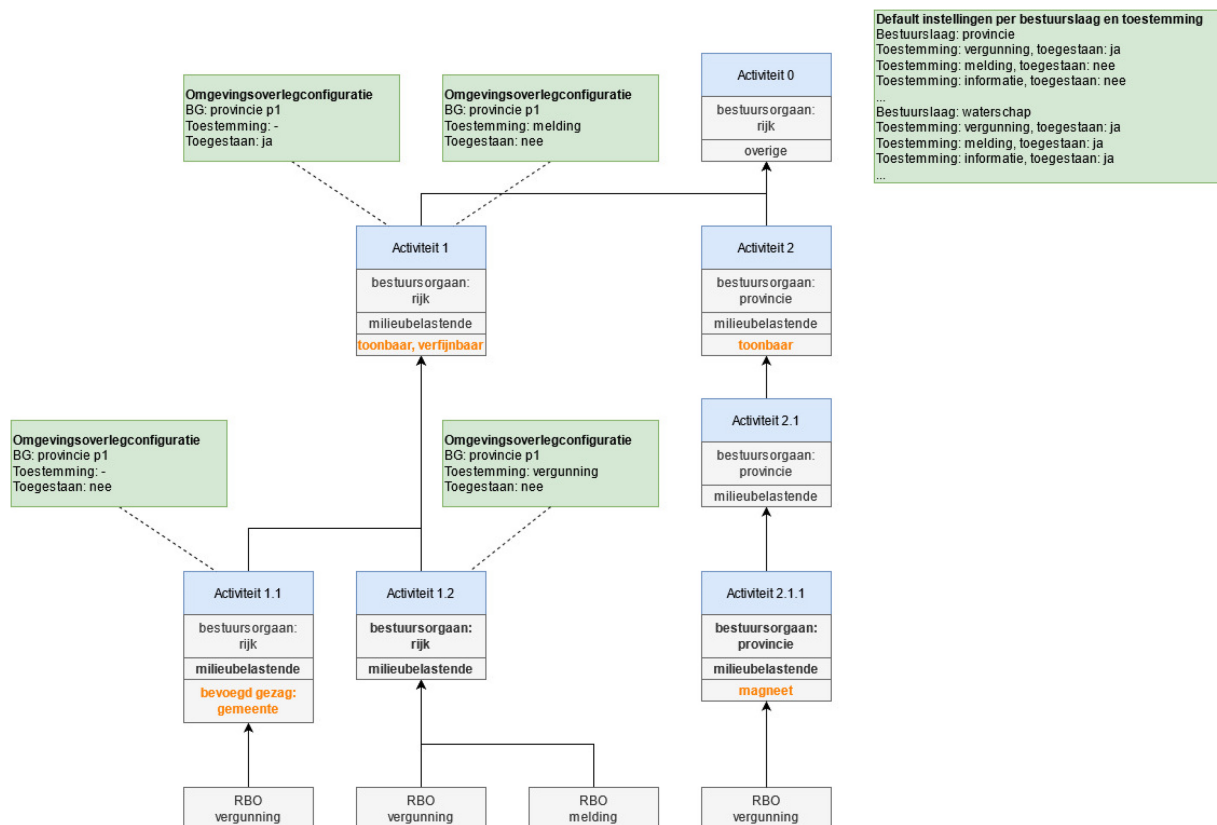 Default instellingen per bestuurslaag en toestemming
Bestuurslaag: provincie
Toestemming: vergunning, toegestaan: ja
Toestemming: melding, toegestaan: nee
Toestemming: informatie, toegestaan: nee
...
Bestuurslaag: waterschap
Toestemming: vergunning, toegestaan: ja
Toestemming: melding, toegestaan: ja
Toestemming: informatie, toegestaan: ja
...
Activiteit 0
bestuursorgaan:
rijk
overige
Omgevingsoverlegconfiguratie
BG: provincie p1
Toestemming: -
Toegestaan: ja
Omgevingsoverlegconfiguratie
BG: provincie p1
Toestemming: melding
Toegestaan: nee
Activiteit 1
bestuursorgaan:
rijk
milieubelastende
toonbaar, verfijnbaar
Activiteit 2
bestuursorgaan:
provincie
milieubelastende
toonbaar
Activiteit 2.1
bestuursorgaan:
provincie
milieubelastende
Omgevingsoverlegconfiguratie
BG: provincie p1
Toestemming: -
Toegestaan: nee
Omgevingsoverlegconfiguratie
BG: provincie p1
Toestemming: vergunning
Toegestaan: nee
Activiteit 1.1
bestuursorgaan:
rijk
milieubelastende
bevoegd gezag:
gemeente
Activiteit 1.2
bestuursorgaan:
rijk
milieubelastende
Activiteit 2.1.1
bestuursorgaan:
provincie
milieubelastende
magneet
RBO
vergunning
RBO
vergunning
RBO
melding
RBO
vergunning